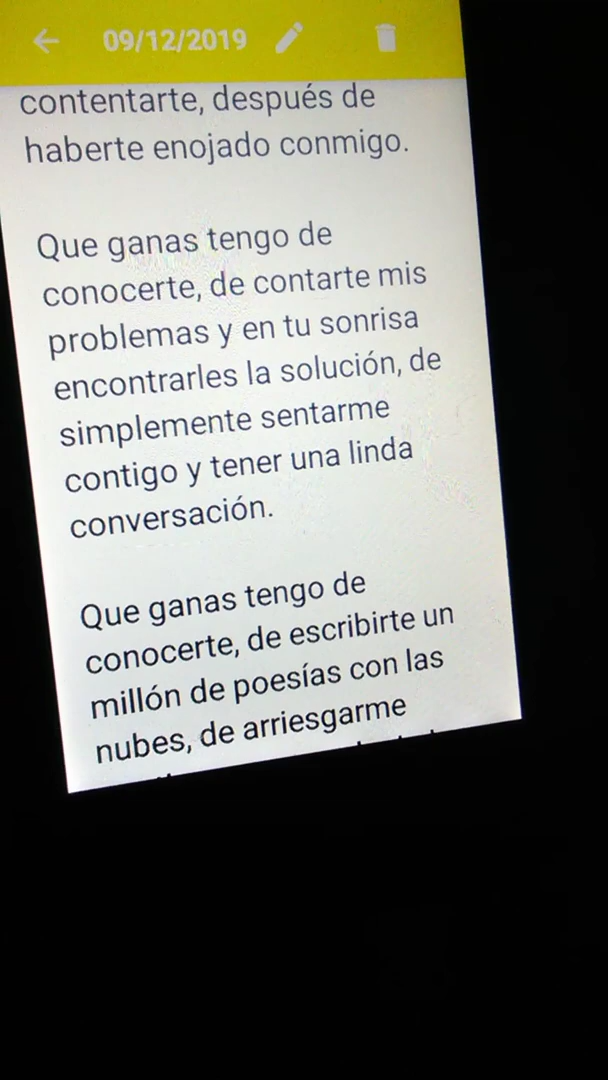 09/12/2019
contentarte, después de
haberte enojado conmigo.
Que ganas tengo de
conocerte, de contarte mis
problemas y en tu sonrisa
encontrarles la solución, de
simplemente sentarme
contigo y tener una linda
conversación.
Que ganas tengo de
conocerte, de escribirte un
millón de poesías con las
nubes, de arriesgarme